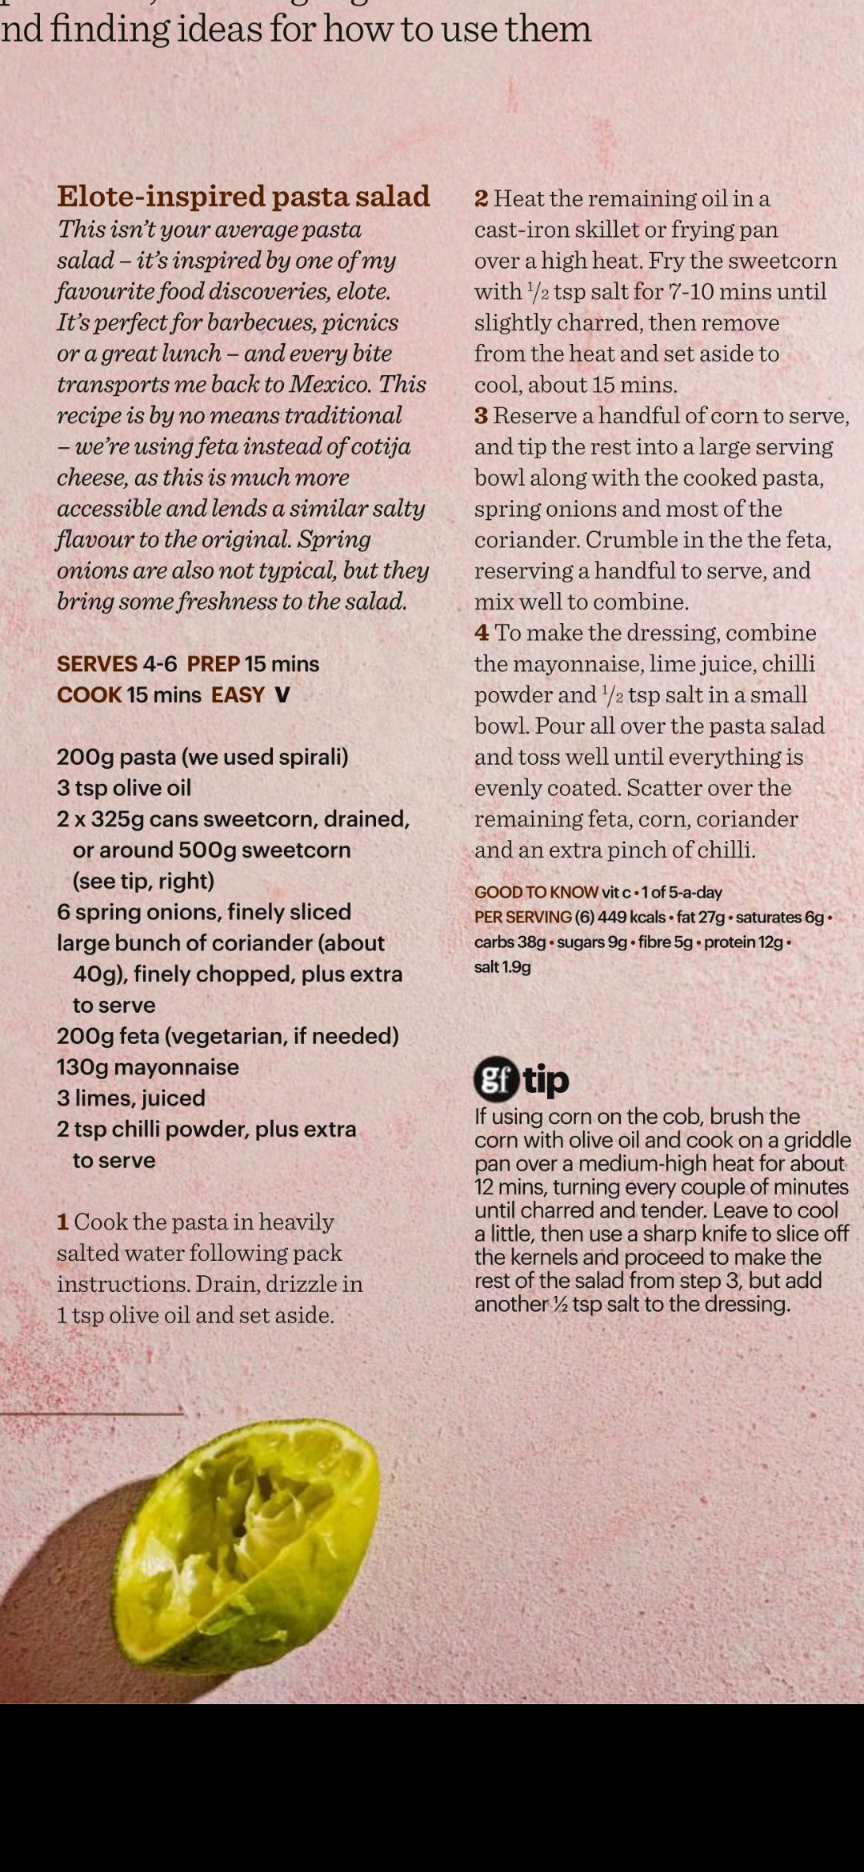 nd finding ideas for how to use them
Elote-inspired pasta salad
This isn't your average pasta
salad – it's inspired by one of my
favourite food discoveries, elote.
It's perfect for barbecues, picnics
or a great lunch – and every bite
transports me back to Mexico. This
recipe is by no means traditional
– we're using feta instead of cotija
cheese, as this is much more
accessible and lends a similar salty
flavour to the original. Spring
onions are also not typical, but they
bring some freshness to the salad.
SERVES 4-6 PREP 15 mins
COOK 15 mins EASY V
200g pasta (we used spirali)
3 tsp olive oil
2 x 325g cans sweetcorn, drained,
or around 500g sweetcorn
(see tip, right)
6 spring onions, finely sliced
large bunch of coriander (about
40g), finely chopped, plus extra
to serve
200g feta (vegetarian, if needed)
130g mayonnaise
3 limes, juiced
2 tsp chilli powder, plus extra
to serve
1 Cook the pasta in heavily
salted water following pack
instructions. Drain, drizzle in
1 tsp olive oil and set aside.
2 Heat the remaining oil in a
cast-iron skillet or frying pan
over a high heat. Fry the sweetcorn
with 1/2 tsp salt for 7-10 mins until
slightly charred, then remove
from the heat and set aside to
cool, about 15 mins.
3 Reserve a handful of corn to serve,
and tip the rest into a large serving
bowl along with the cooked pasta,
spring onions and most of the
coriander. Crumble in the the feta,
reserving a handful to serve, and
mix well to combine.
4 To make the dressing, combine
the mayonnaise, lime juice, chilli
powder and 1/2 tsp salt in a small
bowl. Pour all over the pasta salad
and toss well until everything is
evenly coated. Scatter over the
remaining feta, corn, coriander
and an extra pinch of chilli.
GOOD TO KNOW vit c • 1 of 5-a-day
PER SERVING (6) 449 kcals • fat 27g • saturates 6g •
carbs 38g • sugars 9g • fibre 5g • protein 12g •
salt 1.9g
gf tip
If using corn on the cob, brush the
corn with olive oil and cook on a griddle
pan over a medium-high heat for about
12 mins, turning every couple of minutes
until charred and tender. Leave to cool
a little, then use a sharp knife to slice off
the kernels and proceed to make the
rest of the salad from step 3, but add
another ½ tsp salt to the dressing.